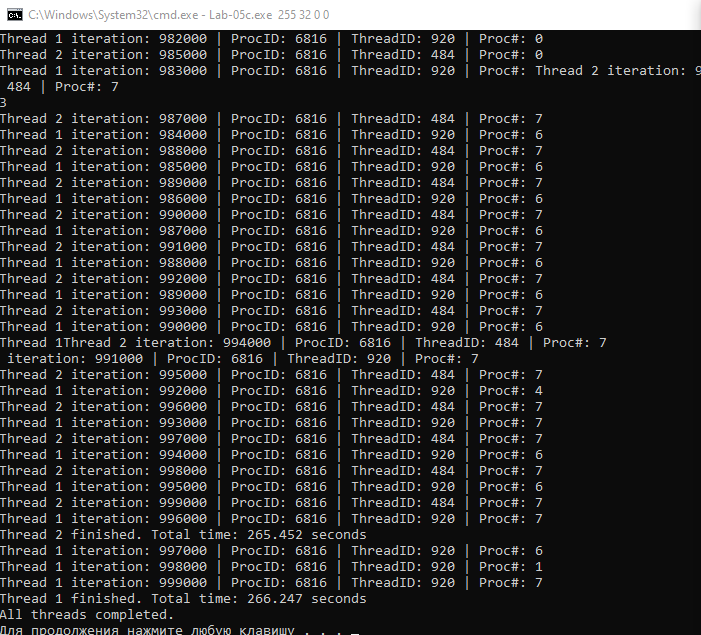 C:\Windows\System32\cmd.exe - Lab-05c.exe 255 32 0 0
Thread 1 iteration: 982000 | ProcID: 6816 | ThreadID: 920 | Proc#: 0
Thread 2 iteration: 985000 | ProcID: 6816 | ThreadID: 484 | Proc#: 0
Thread 1 iteration: 983000 | ProcID: 6816 | ThreadID: 920 | Proc#: Thread 2 iteration: 9
484 | Proc#: 7
3
Thread 2 iteration: 987000 | ProcID: 6816 | ThreadID: 484 | Proc#: 7
Thread 1 iteration: 984000 | ProcID: 6816 | ThreadID: 920 | Proc#: 6
Thread 2 iteration: 988000 | ProcID: 6816 | ThreadID: 484 | Proc#: 7
Thread 1 iteration: 985000 | ProcID: 6816 | ThreadID: 920 | Proc#: 6
Thread 2 iteration: 989000 | ProcID: 6816 | ThreadID: 484 | Proc#: 7
Thread 1 iteration: 986000 | ProcID: 6816 | ThreadID: 920 | Proc#: 6
Thread 2 iteration: 990000 | ProcID: 6816 | ThreadID: 484 | Proc#: 7
Thread 1 iteration: 987000 | ProcID: 6816 | ThreadID: 920 | Proc#: 6
Thread 2 iteration: 991000 | ProcID: 6816 | ThreadID: 484 | Proc#: 7
Thread 1 iteration: 988000 | ProcID: 6816 | ThreadID: 920 | Proc#: 6
Thread 2 iteration: 992000 | ProcID: 6816 | ThreadID: 484 | Proc#: 7
Thread 1 iteration: 989000 | ProcID: 6816 | ThreadID: 920 | Proc#: 6
Thread 2 iteration: 993000 | ProcID: 6816 | ThreadID: 484 | Proc#: 7
Thread 1 iteration: 990000 | ProcID: 6816 | ThreadID: 920 | Proc#: 6
Thread 1Thread 2 iteration: 994000 | ProcID: 6816 | ThreadID: 484 | Proc#: 7
iteration: 991000 | ProcID: 6816 | ThreadID: 920 | Proc#: 7
Thread 2 iteration: 995000 | ProcID: 6816 | ThreadID: 484 | Proc#: 7
Thread 1 iteration: 992000 | ProcID: 6816 | ThreadID: 920 | Proc#: 4
Thread 2 iteration: 996000 | ProcID: 6816 | ThreadID: 484 | Proc#: 7
Thread 1 iteration: 993000 | ProcID: 6816 | ThreadID: 920 | Proc#: 7
Thread 2 iteration: 997000 | ProcID: 6816 | ThreadID: 484 | Proc#: 7
Thread 1 iteration: 994000 | ProcID: 6816 | ThreadID: 920 | Proc#: 6
Thread 2 iteration: 998000 | ProcID: 6816 | ThreadID: 484 | Proc#: 7
Thread 1 iteration: 995000 | ProcID: 6816 | ThreadID: 920 | Proc#: 6
Thread 2 iteration: 999000 | ProcID: 6816 | ThreadID: 484 | Proc#: 7
Thread 1 iteration: 996000 | ProcID: 6816 | ThreadID: 920 | Proc#: 7
Thread 2 finished. Total time: 265.452 seconds
Thread 1 iteration: 997000 | ProcID: 6816 | ThreadID: 920 | Proc#: 6
Thread 1 iteration: 998000 | ProcID: 6816 | ThreadID: 920 | Proc#: 1
Thread 1 iteration: 999000 | ProcID: 6816 | ThreadID: 920 | Proc#: 7
Thread 1 finished. Total time: 266.247 seconds
All threads completed.
Для продолжения нажмите любую клавишу . . .